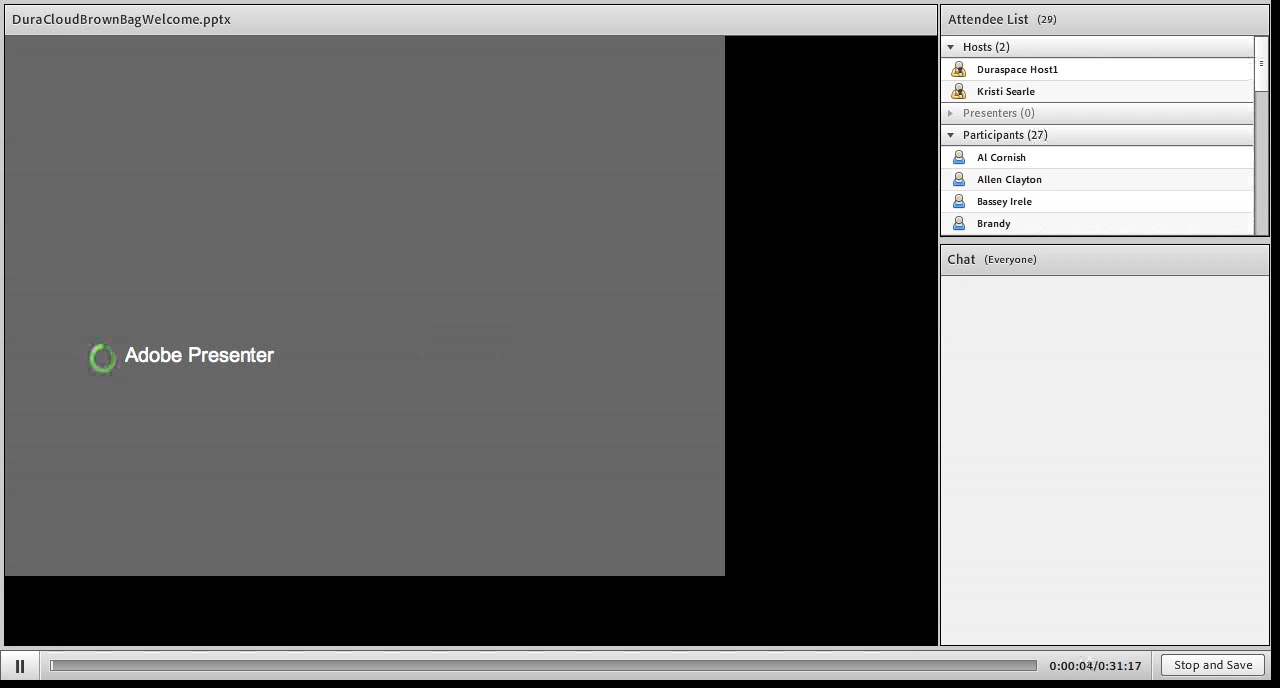 DuraCloudBrownBagWelcome.pptx
Adobe Presenter
Attendee List (29)
Hosts (2)
Duraspace Host1
Kristi Searle
Presenters (0)
Participants (27)
Al Cornish
Allen Clayton
Bassey Irele
Brandy
Chat (Everyone)
0:00:04/0:31:17
Stop and Save